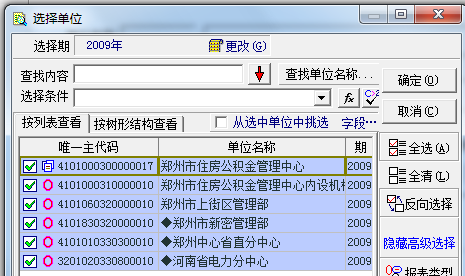 选择单位
选择期 2009年 更改(G)
查找内容 查找单位名称... 确定(O)
选择条件 fx C:2 取消(C)
按列表查看 按树形结构查看 从选中单位中挑选 字段...
唯一主代码 单位名称 期 全选(A)
4101000300000017 郑州市住房公积金管理中心 2009
4101000310000010 郑州市住房公积金管理中心内设机构 2009 全清(L)
4101060320000010 郑州市上街区管理部 2009 反向选择
4101830320000010 ◆郑州市新密管理部 2009
4101010330300010 ◆郑州中心省直分中心 2009 隐藏高级选择
3201020330800010 ◆河南省电力分中心 2009 报表类型